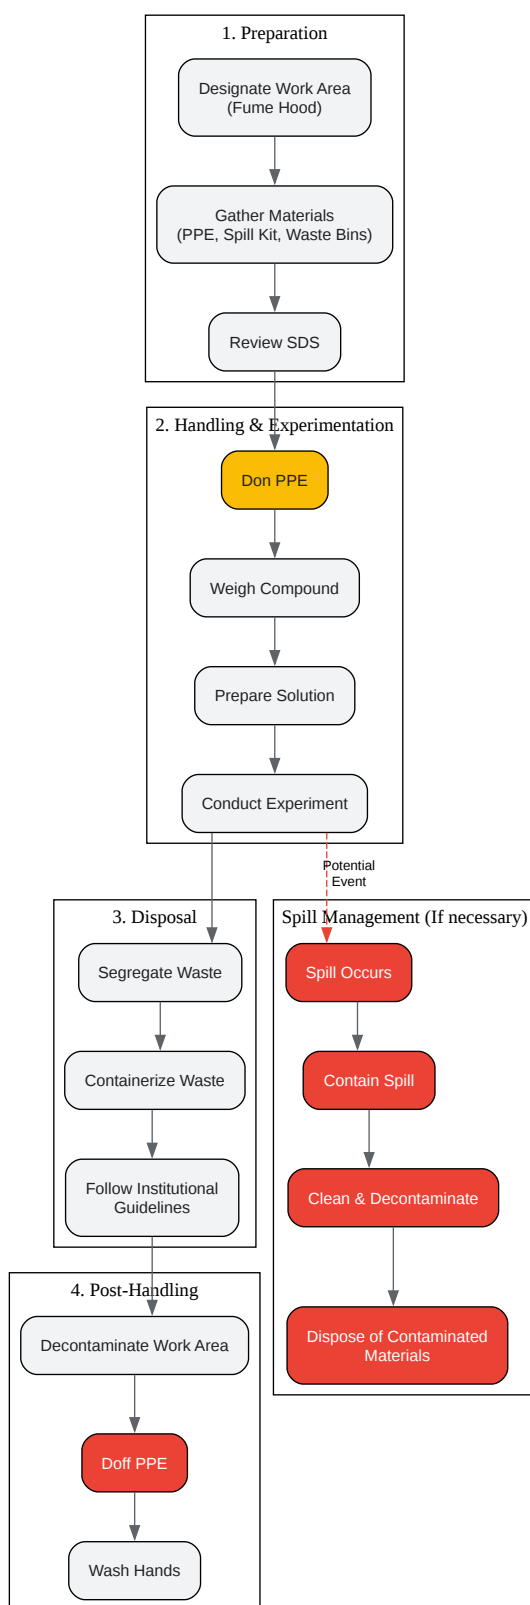 1. Preparation
Designate Work Area
(Fume Hood)
Gather Materials
(PPE, Spill Kit, Waste Bins)
Review SDS
2. Handling & Experimentation
Don PPE
Weigh Compound
Prepare Solution
Conduct Experiment
Potential
Event
3. Disposal
Segregate Waste
Containerize Waste
Follow Institutional
Guidelines
Spill Management (If necessary)
Spill Occurs
Contain Spill
Clean & Decontaminate
Dispose of Contaminated
Materials
4. Post-Handling
Decontaminate Work Area
Doff PPE
Wash Hands